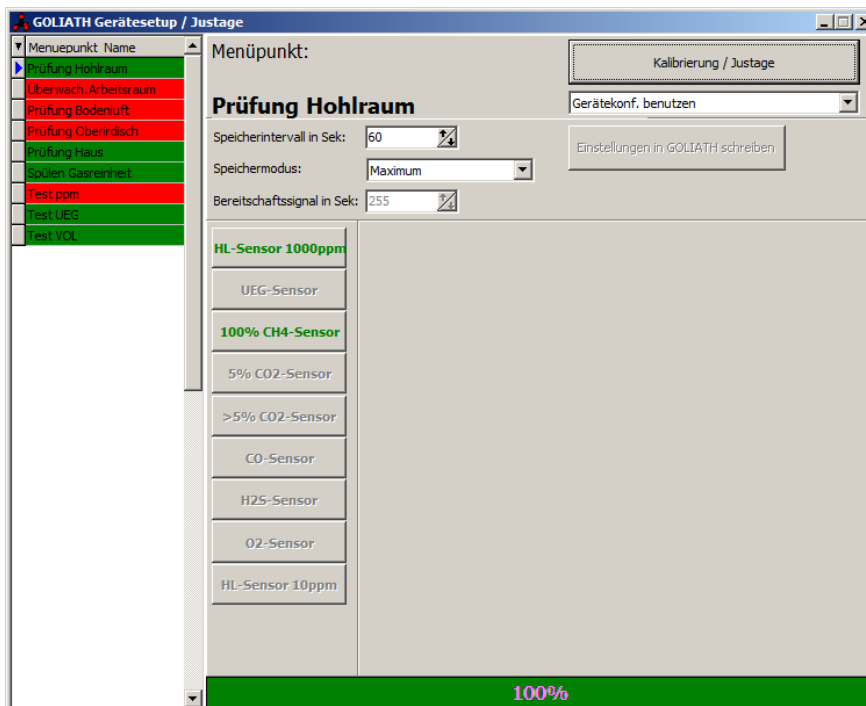 GOLIATH Gerätesetup / Justage
Menuepunkt_Name
Prüfung Hohlraum
Überwach.Arbeitsraum
Prüfung Bodenluft
Prüfung Oberirdisch
Prüfung Haus
Spülen Gasreinheit
Test ppm
Test UEG
Test VOL
Menüpunkt:
Kalibrierung / Justage
Prüfung Hohlraum
Gerätekonf. benutzen
Speicherintervall in Sek:
60
Einstellungen in GOLIATH schreiben
Speichermodus:
Maximum
Bereitschaftssignal in Sek:
255
HL-Sensor 1000ppm
UEG-Sensor
100% CH4-Sensor
5% CO2-Sensor
>5% CO2-Sensor
CO-Sensor
H2S-Sensor
O2-Sensor
HL-Sensor 10ppm
100%